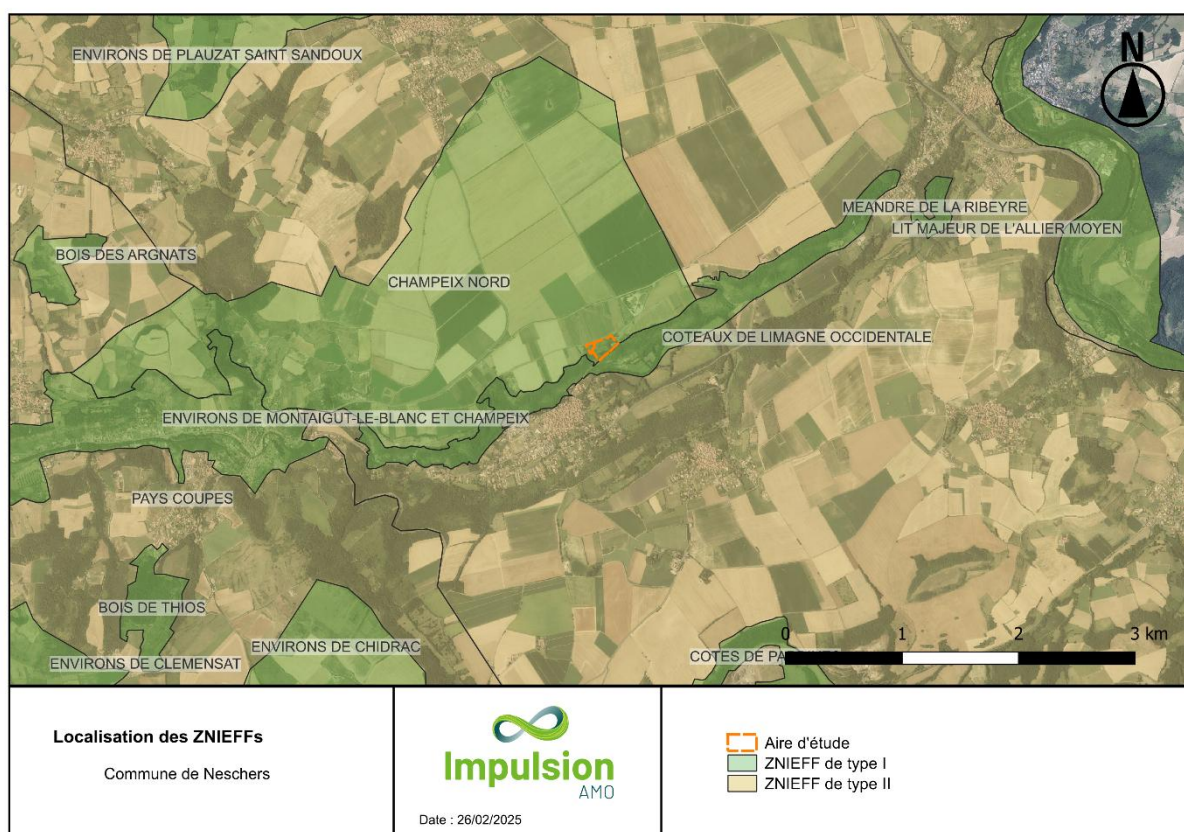 N
ENVIRONS DE PLAUZAT SAINT SANDOUX
MEANDRE DE LA RIBEYRE
LIT MAJEUR DE L'ALLIER MOYEN
BOIS DES ARGNATS
CHAMPEIX NORD
COTEAUX DE LIMAGNE OCCIDENTALE
ENVIRONS DE MONTAIGUT-LE-BLANC ET CHAMPEIX
PAYS COUPES
BOIS DE THIOS
ENVIRONS DE CHIDRAC
ENVIRONS DE CLEMENSAT
COTES DE
0 1 2 3 km
Localisation des ZNIEFFs
Commune de Neschers
Impulsion
AMO
Date : 26/02/2025
Aire d'étude
ZNIEFF de type I
ZNIEFF de type II